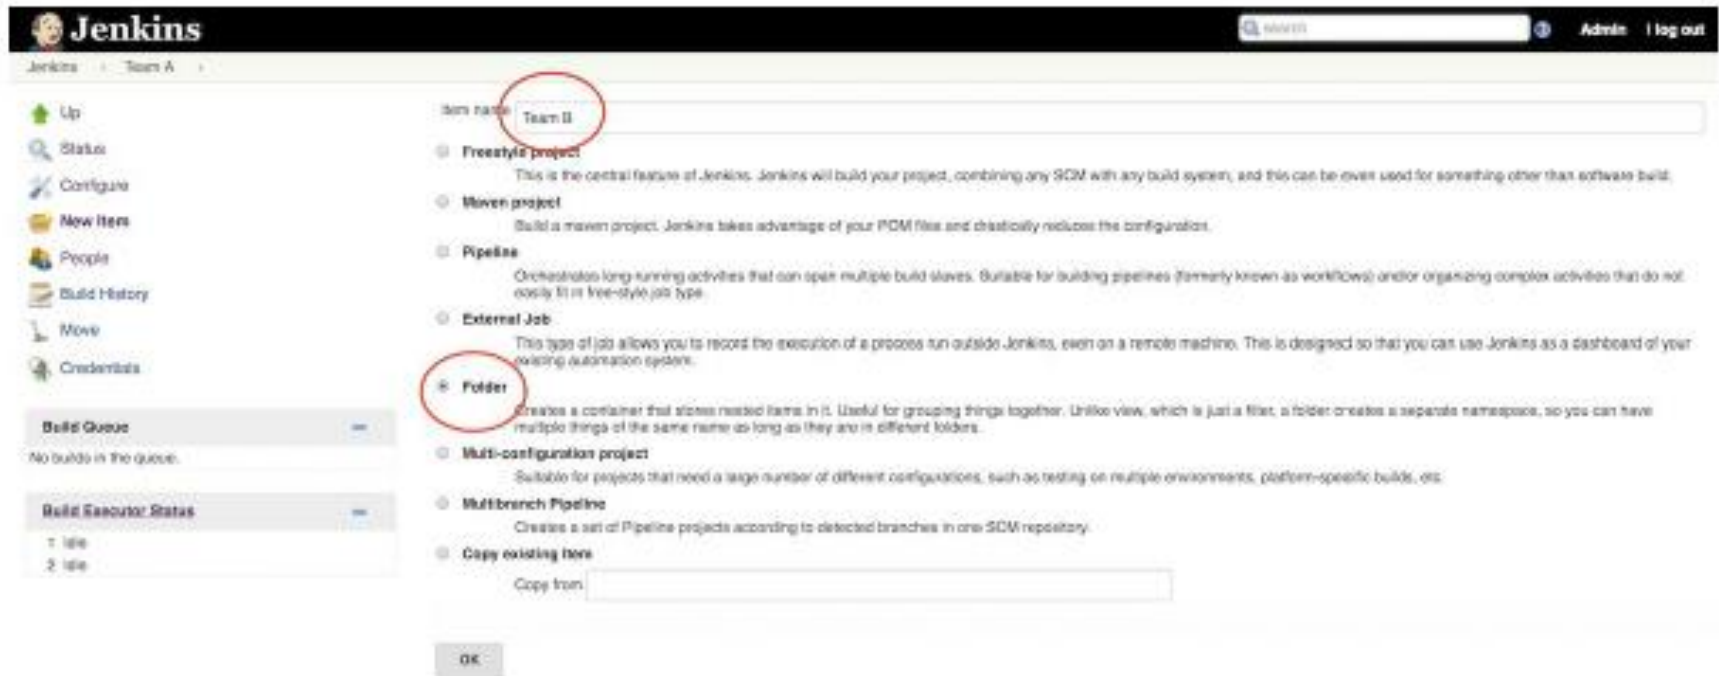 Jenkins
search
Admin | log out
Jenkins › Team A ›
Up
Status
Configure
New Item
People
Build History
Move
Credentials
Build Queue
No builds in the queue.
Build Executor Status
1 Idle
2 Idle
Item name Team B
Freestyle project
This is the central feature of Jenkins. Jenkins will build your project, combining any SCM with any build system, and this can be even used for something other than software build.
Maven project
Build a maven project. Jenkins takes advantage of your POM files and drastically reduces the configuration.
Pipeline
Orchestrates long-running activities that can span multiple build slaves. Suitable for building pipelines (formerly known as workflows) and/or organizing complex activities that do not
easily fit in free-style job type.
External Job
This type of job allows you to record the execution of a process run outside Jenkins, even on a remote machine. This is designed so that you can use Jenkins as a dashboard of your
existing automation system.
Folder
Creates a container that stores nested items in it. Useful for grouping things together. Unlike view, which is just a filter, a folder creates a separate namespace, so you can have
multiple things of the same name as long as they are in different folders.
Multi-configuration project
Suitable for projects that need a large number of different configurations, such as testing on multiple environments, platform-specific builds, etc.
Multibranch Pipeline
Creates a set of Pipeline projects according to detected branches in one SCM repository.
Copy existing Item
Copy from
OK